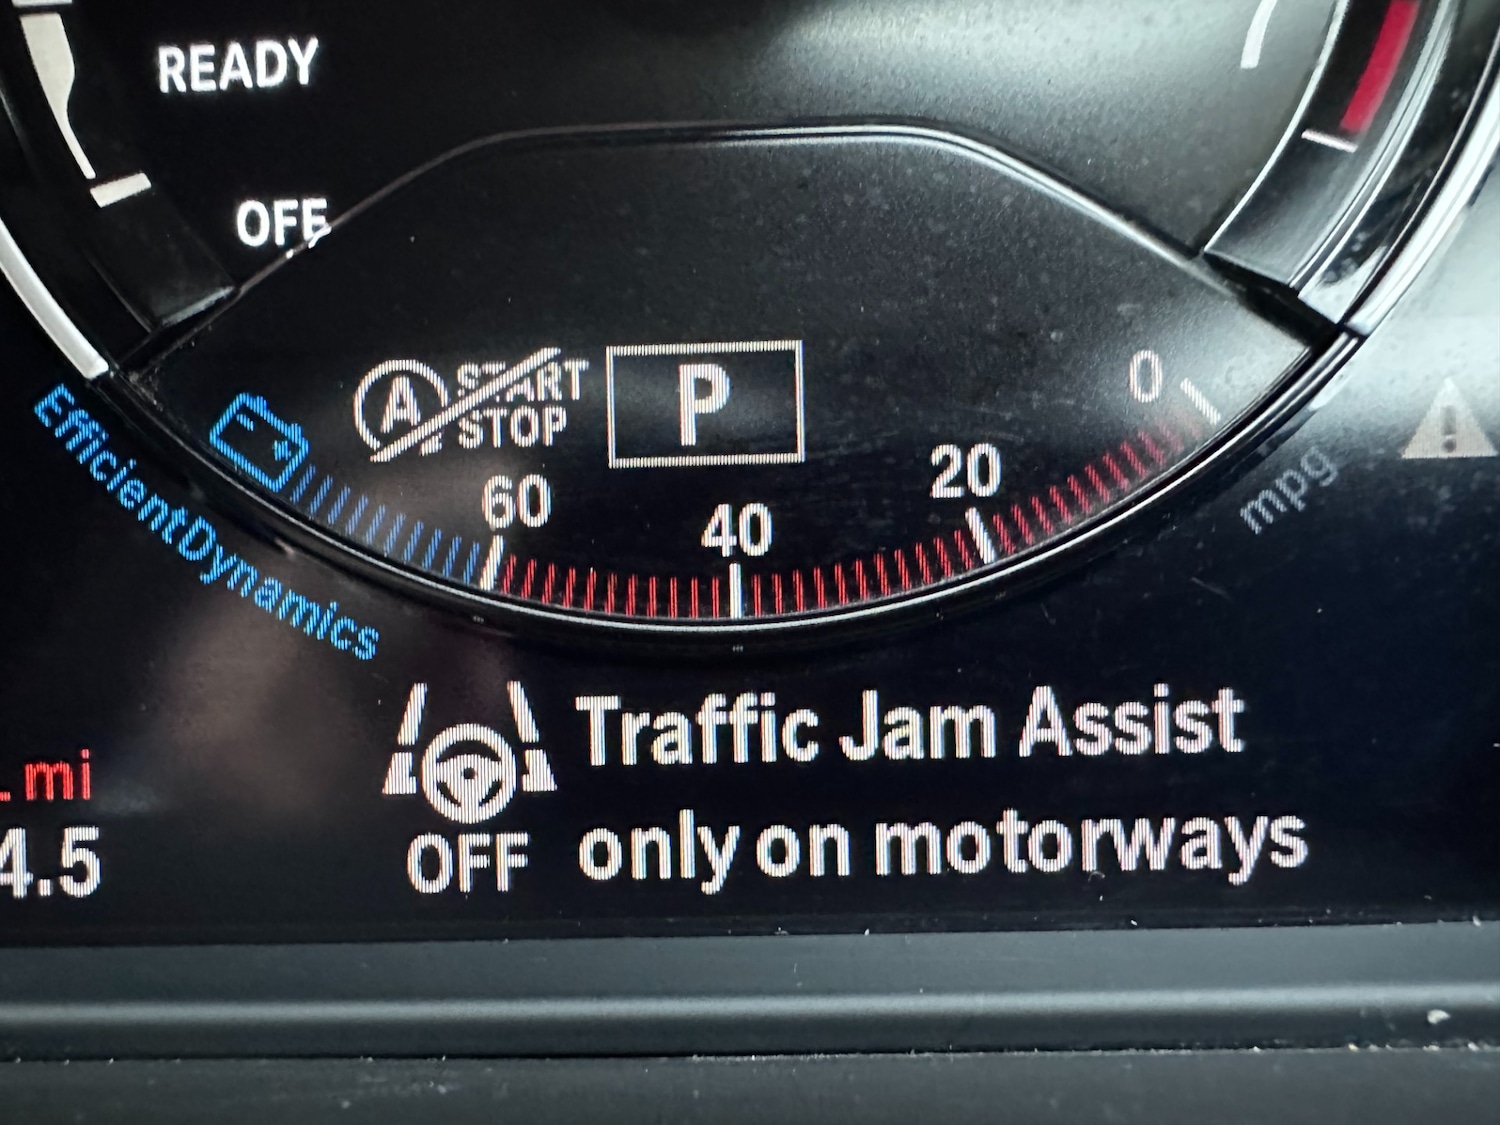 READY
OFF
A START
STOP
P
0
60
40
20
EfficientDynamics
mpg
mi
4.5
Traffic Jam Assist
OFF only on motorways